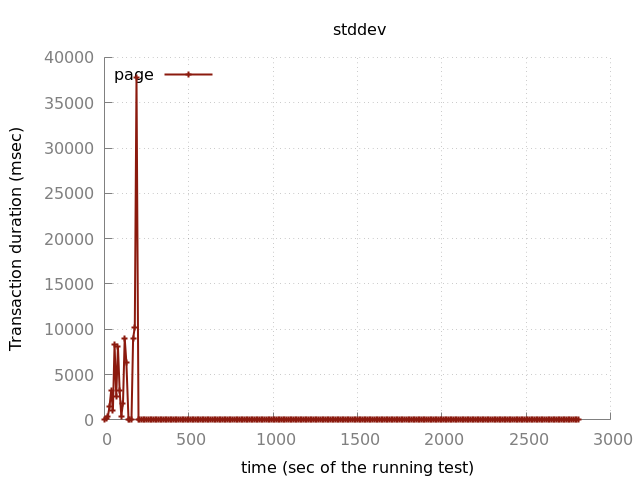 stddev
Transaction duration (msec)
40000
page
35000
30000
25000
20000
15000
10000
5000
0
0 500 1000 1500 2000 2500 3000
time (sec of the running test)